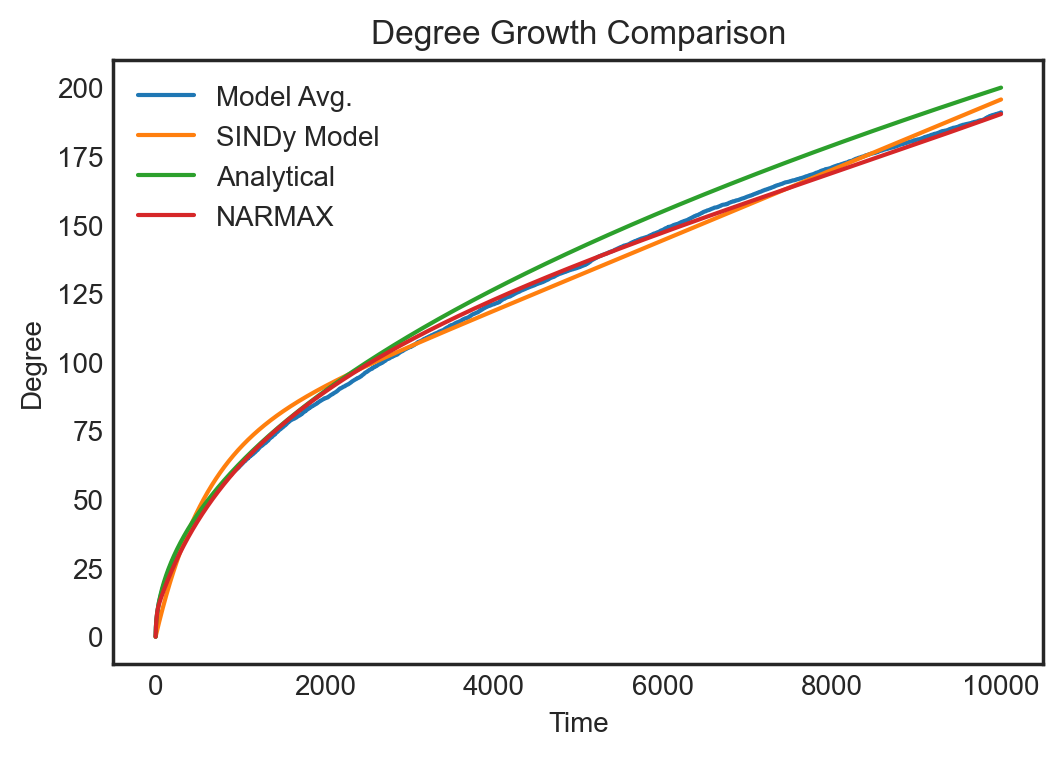 Degree Growth Comparison
Model Avg.
SINDy Model
Analytical
NARMAX
200
175
150
125
100
75
50
25
0
Degree
0 2000 4000 6000 8000 10000
Time